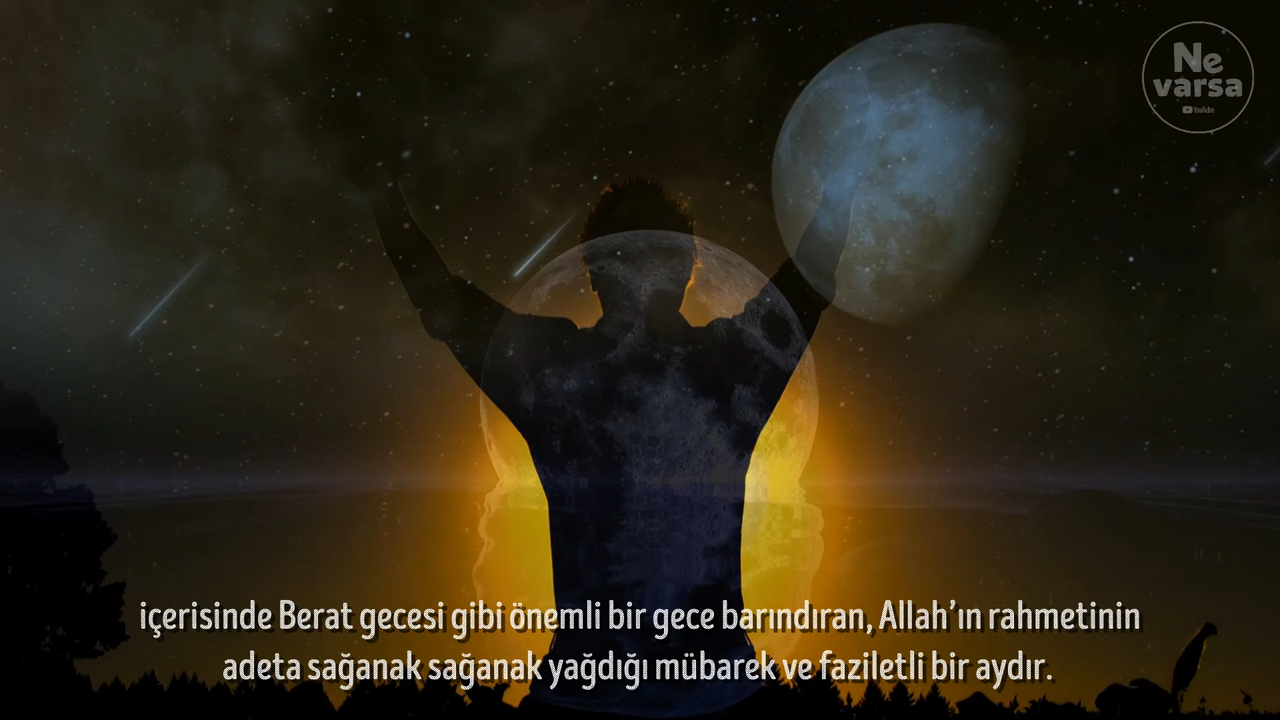 Ne
varsa
YouTube
içerisinde Berat gecesi gibi önemli bir gece barındıran, Allah’ın rahmetinin
adeta sağanak sağanak yağdığı mübarek ve faziletli bir aydır.